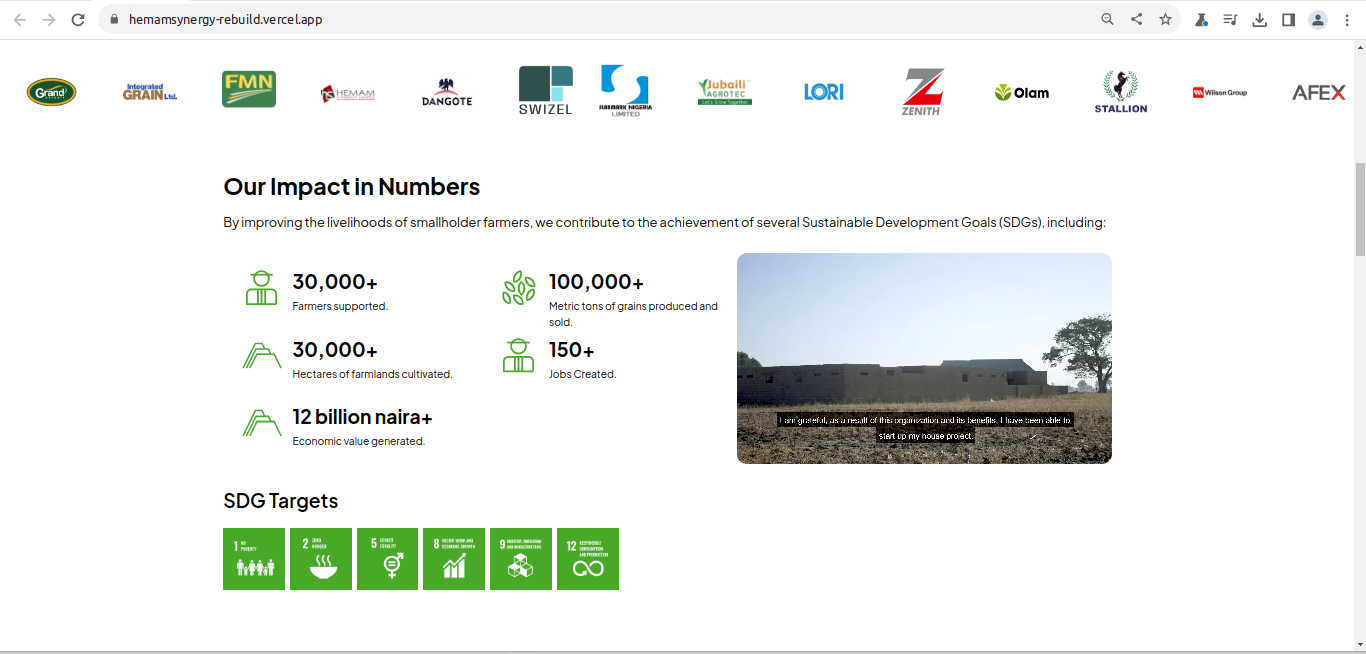 hemamsynergy-rebuild.vercel.app
Grand
Integrated
GRAIN Ltd.
FMN
HEMAM
DANGOTE
SWIZEL
LIMITED
Jubaili
AGROTEC
Let's Grow Together
LORI
ZENITH
Olam
STALLION
Wilson Group
AFEX
Our Impact in Numbers
By improving the livelihoods of smallholder farmers, we contribute to the achievement of several Sustainable Development Goals (SDGs), including:
30,000+
Farmers supported.
100,000+
Metric tons of grains produced and
sold.
30,000+
Hectares of farmlands cultivated.
150+
Jobs Created.
12 billion naira+
Economic value generated.
I am grateful, as a result of this organization and its benefits, I have been able to
start up my house project.
SDG Targets
1 NO
POVERTY
2 ZERO
HUNGER
5 GENDER
EQUALITY
8 DECENT WORK AND
ECONOMIC GROWTH
9 INDUSTRY, INNOVATION
AND INFRASTRUCTURE
12 RESPONSIBLE
CONSUMPTION
AND PRODUCTION